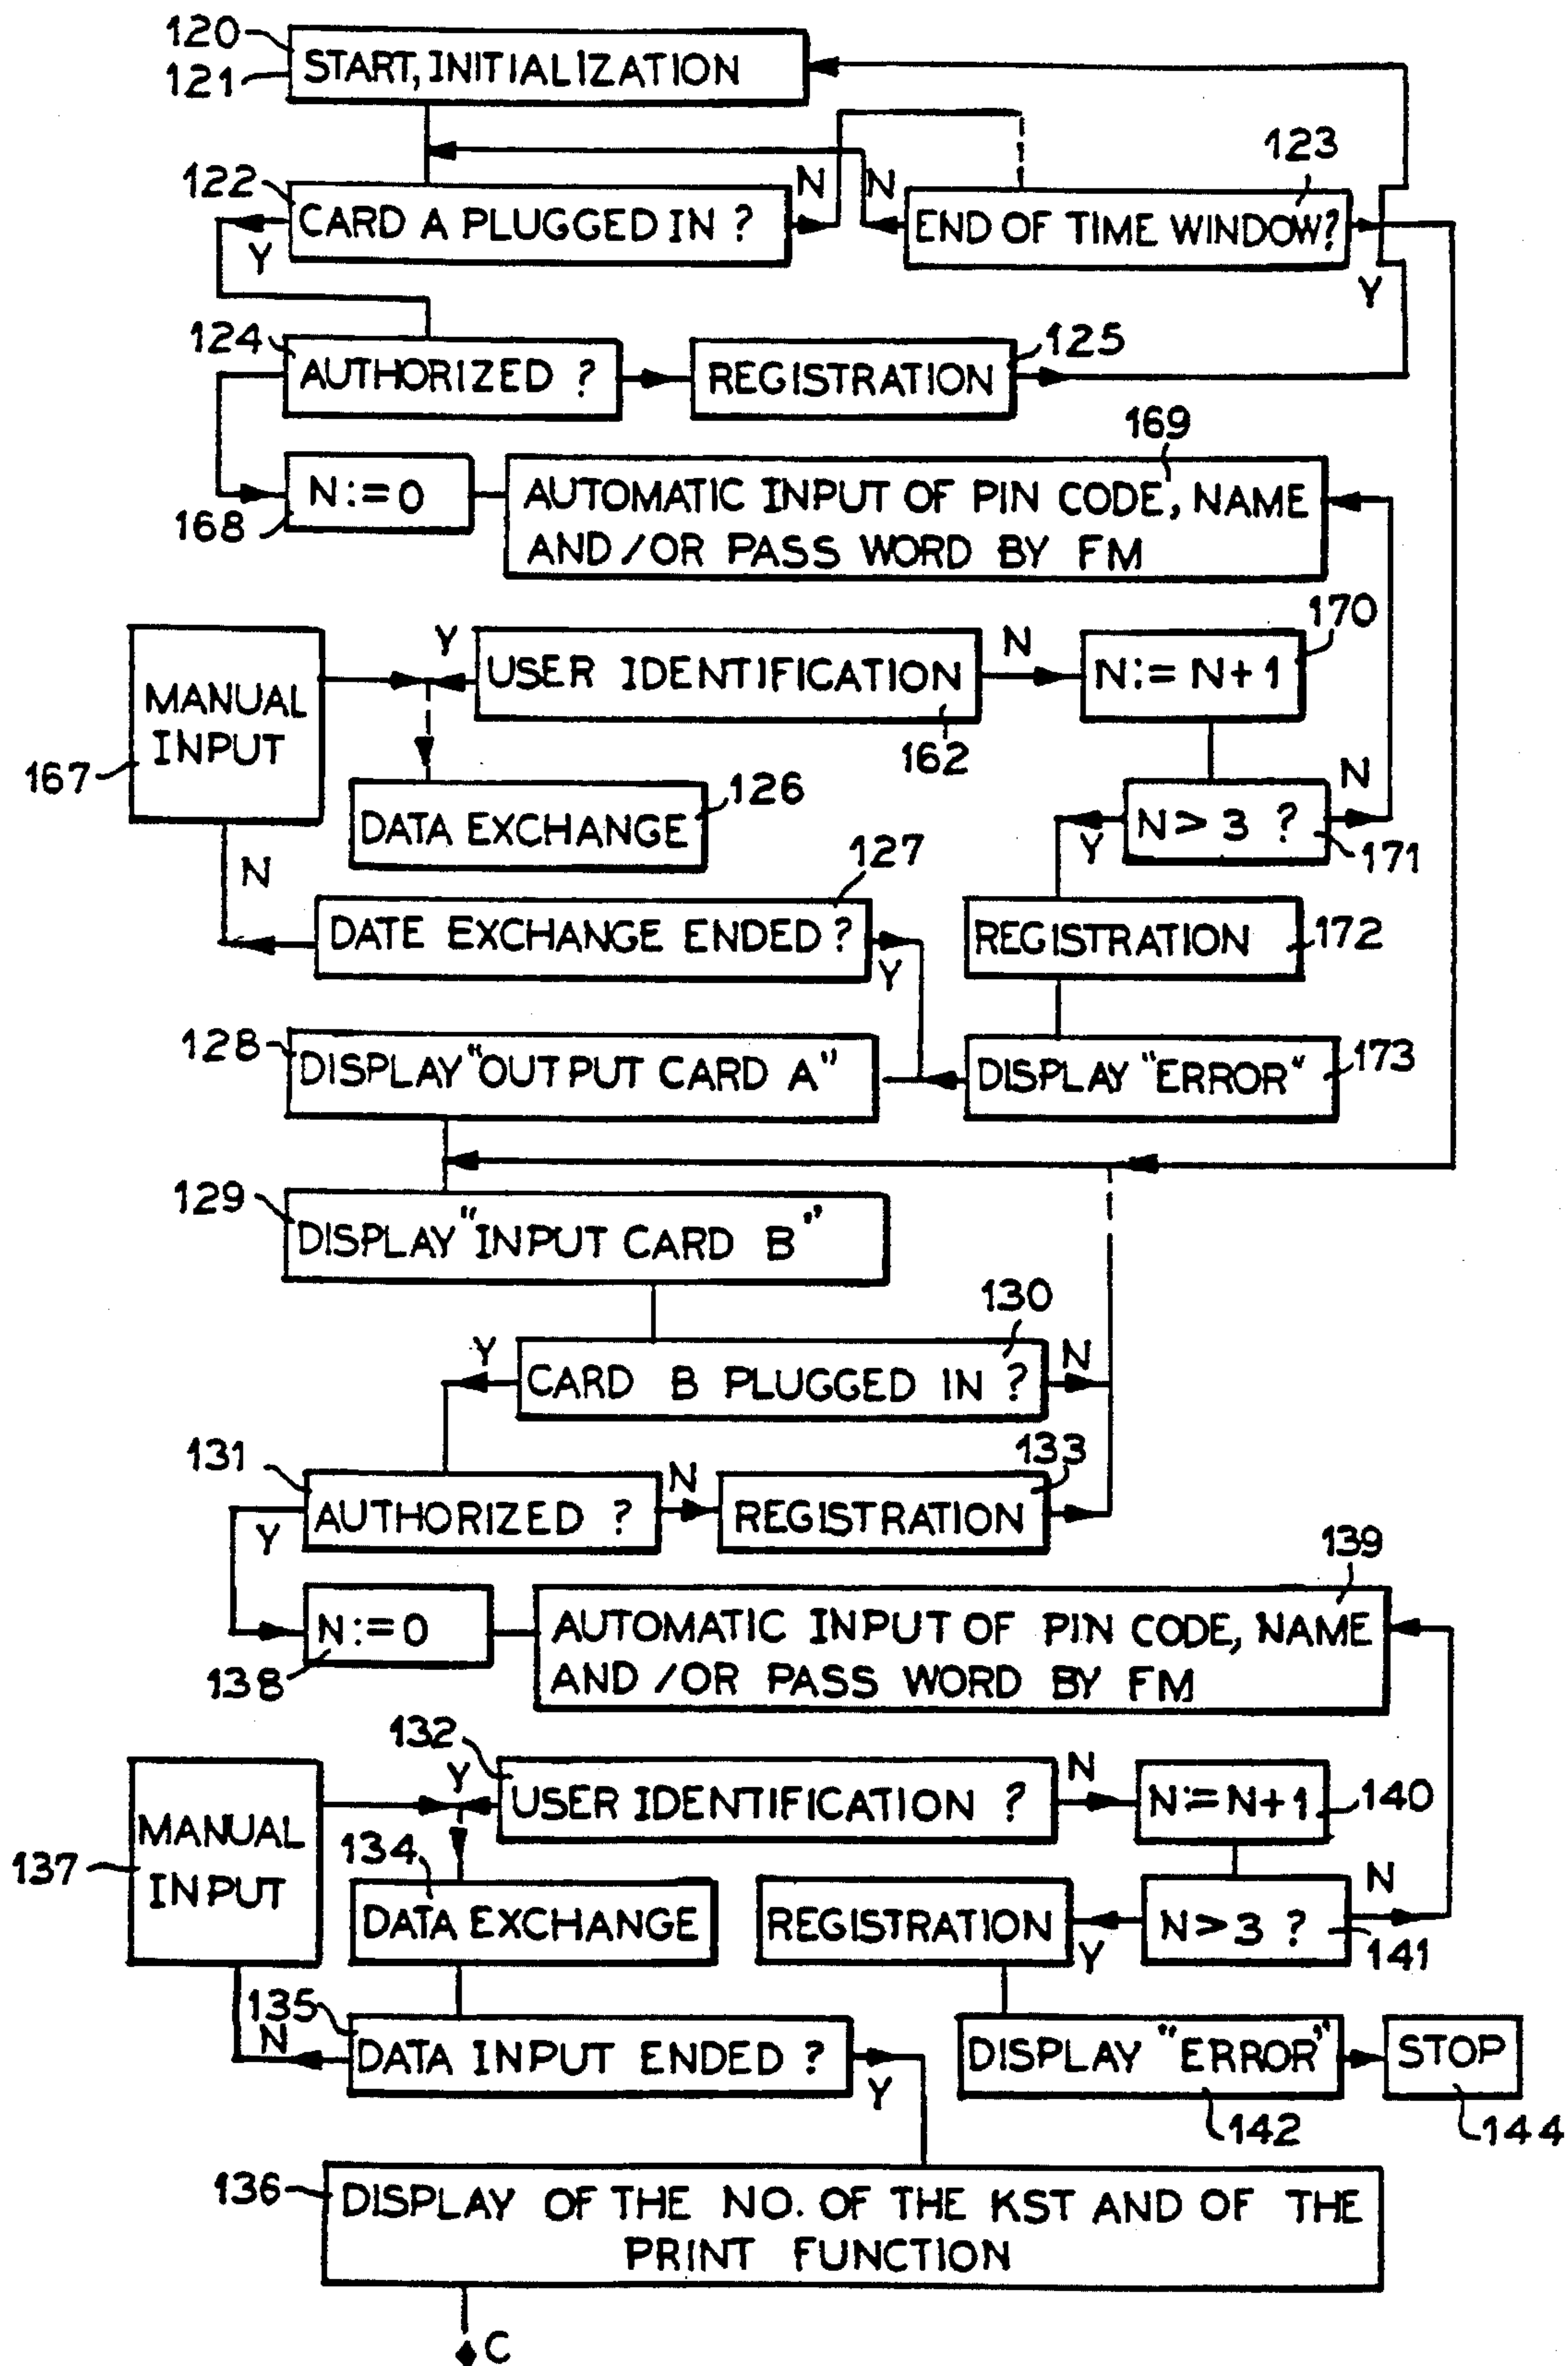 120
121
START, INITIALIZATION
122
CARD A PLUGGED IN ?
N
N
123
END OF TIME WINDOW?
Y
Y
124
AUTHORIZED ?
REGISTRATION
125
168
N:=0
169
AUTOMATIC INPUT OF PIN CODE, NAME
AND/OR PASS WORD BY FM
167
MANUAL
INPUT
Y
USER IDENTIFICATION
162
N
N:= N+1
170
DATA EXCHANGE
126
N > 3 ?
171
N
Y
N
DATE EXCHANGE ENDED ?
127
Y
REGISTRATION
172
128
DISPLAY "OUTPUT CARD A"
DISPLAY "ERROR"
173
129
DISPLAY "INPUT CARD B"
130
Y
CARD B PLUGGED IN ?
N
131
AUTHORIZED ?
N
REGISTRATION
133
Y
138
N:=0
139
AUTOMATIC INPUT OF PIN CODE, NAME
AND /OR PASS WORD BY FM
132
Y
USER IDENTIFICATION ?
N
N:= N+1
140
137
MANUAL
INPUT
134
DATA EXCHANGE
REGISTRATION
Y
N > 3 ?
141
N
135
N
DATA INPUT ENDED ?
Y
DISPLAY "ERROR"
142
STOP
144
136
DISPLAY OF THE NO. OF THE KST AND OF THE
PRINT FUNCTION
C